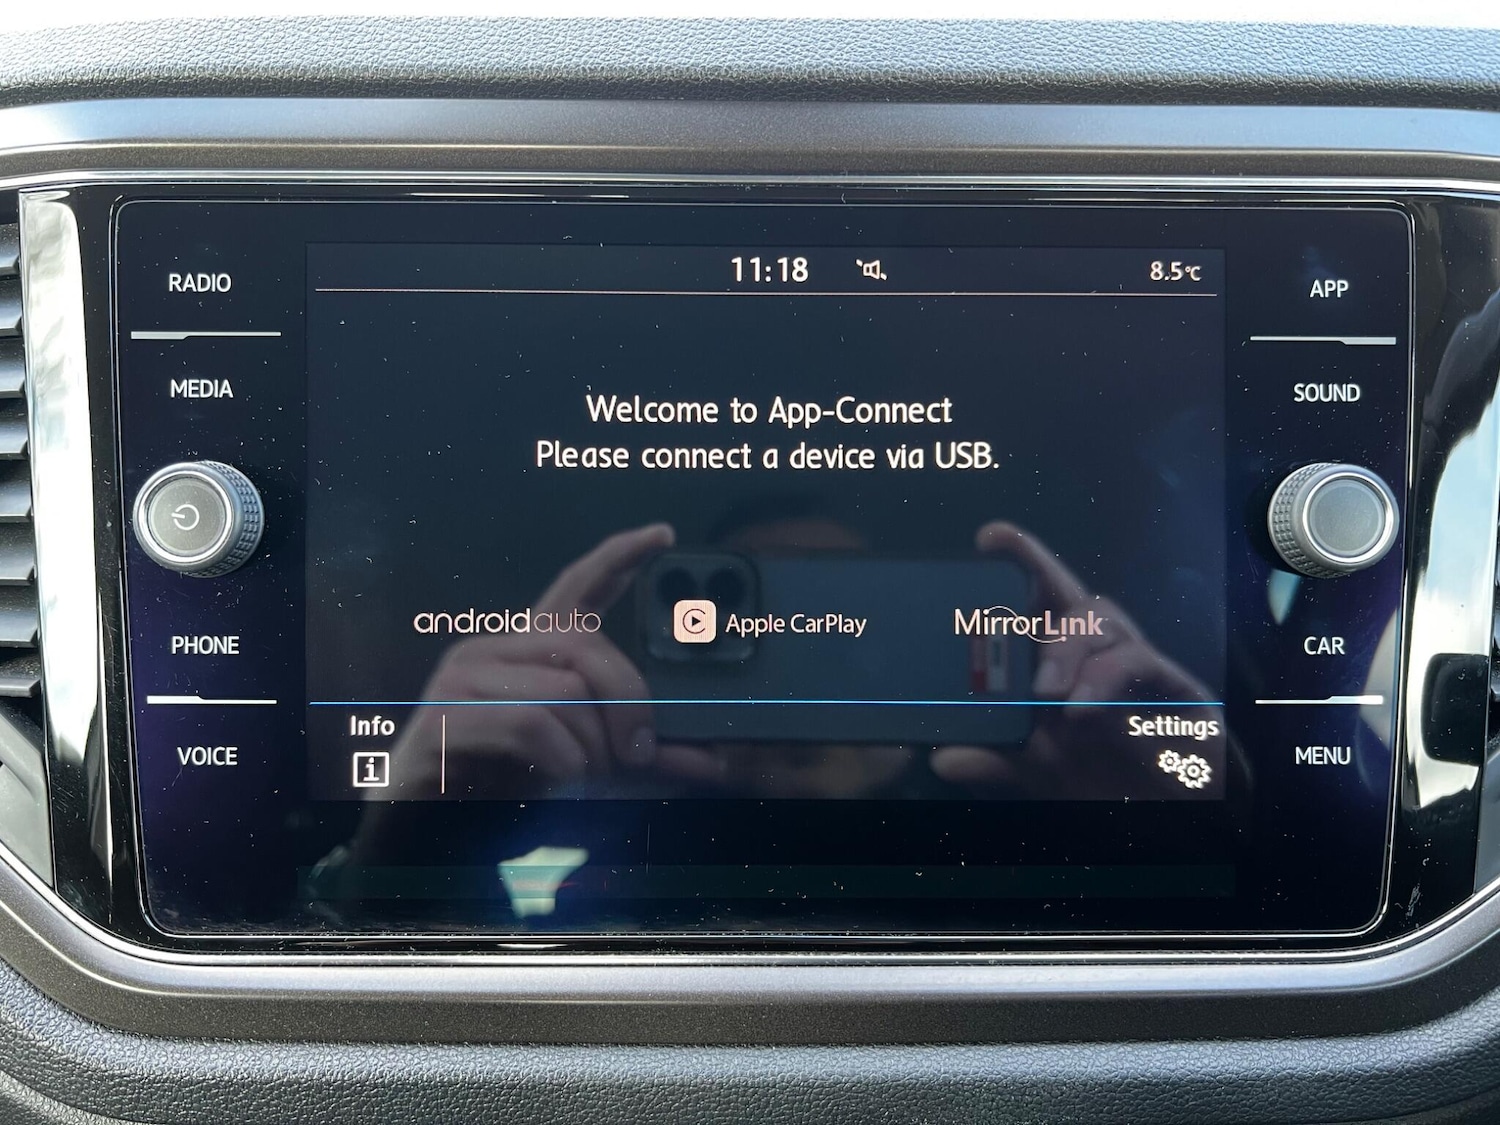 RADIO
MEDIA
PHONE
VOICE
11:18
8.5°C
Welcome to App-Connect
Please connect a device via USB.
androidauto
Apple CarPlay
MirrorLink
Info
i
Settings
APP
SOUND
CAR
MENU